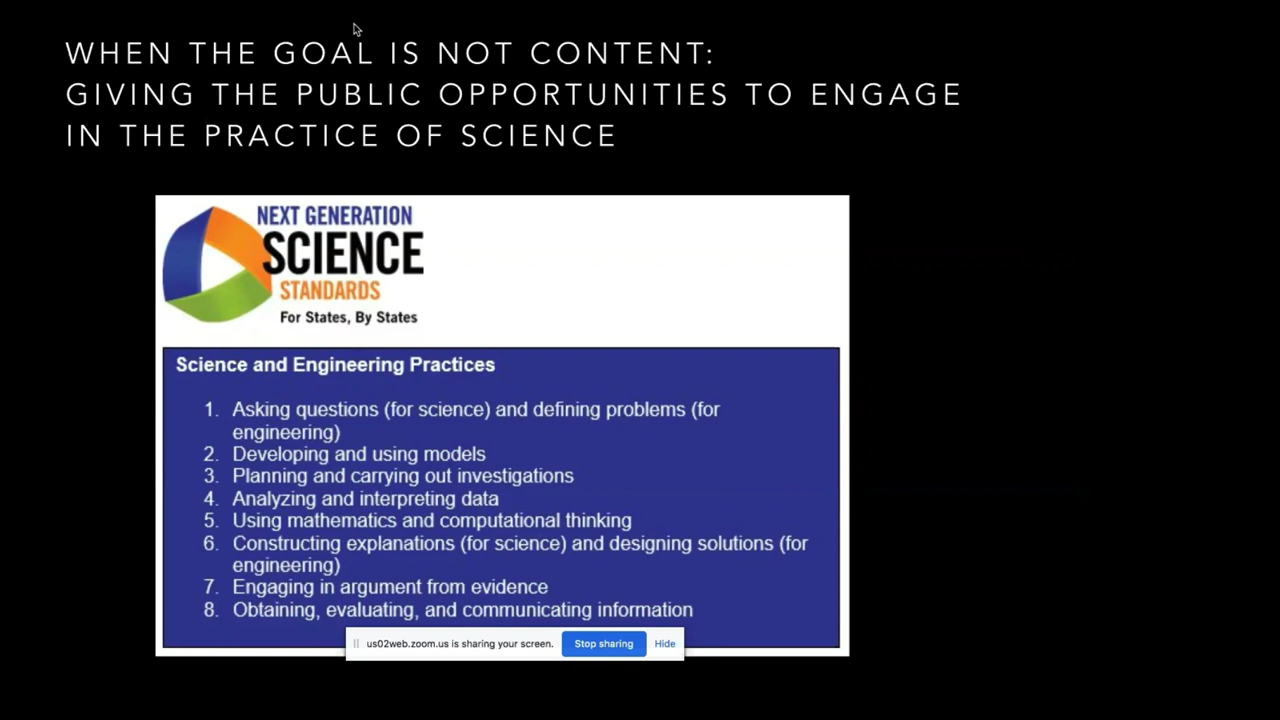 WHEN THE GOAL IS NOT CONTENT:
GIVING THE PUBLIC OPPORTUNITIES TO ENGAGE
IN THE PRACTICE OF SCIENCE
NEXT GENERATION
SCIENCE
STANDARDS
For States, By States
Science and Engineering Practices
1. Asking questions (for science) and defining problems (for
engineering)
2. Developing and using models
3. Planning and carrying out investigations
4. Analyzing and interpreting data
5. Using mathematics and computational thinking
6. Constructing explanations (for science) and designing solutions (for
engineering)
7. Engaging in argument from evidence
8. Obtaining, evaluating, and communicating information
us02web.zoom.us is sharing your screen. Stop sharing Hide